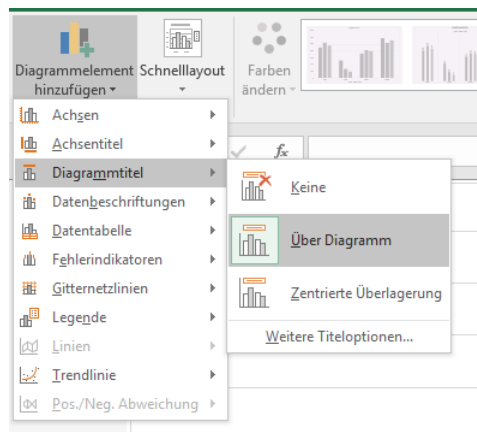 Diagrammelement
hinzufügen
Schnelllayout
Farben
ändern
Achsen
Achsentitel
Diagrammtitel
Datenbeschriftungen
Datentabelle
Fehlerindikatoren
Gitternetzlinien
Legende
Linien
Trendlinie
Pos./Neg. Abweichung
fx
Keine
Über Diagramm
Zentrierte Überlagerung
Weitere Titeloptionen...